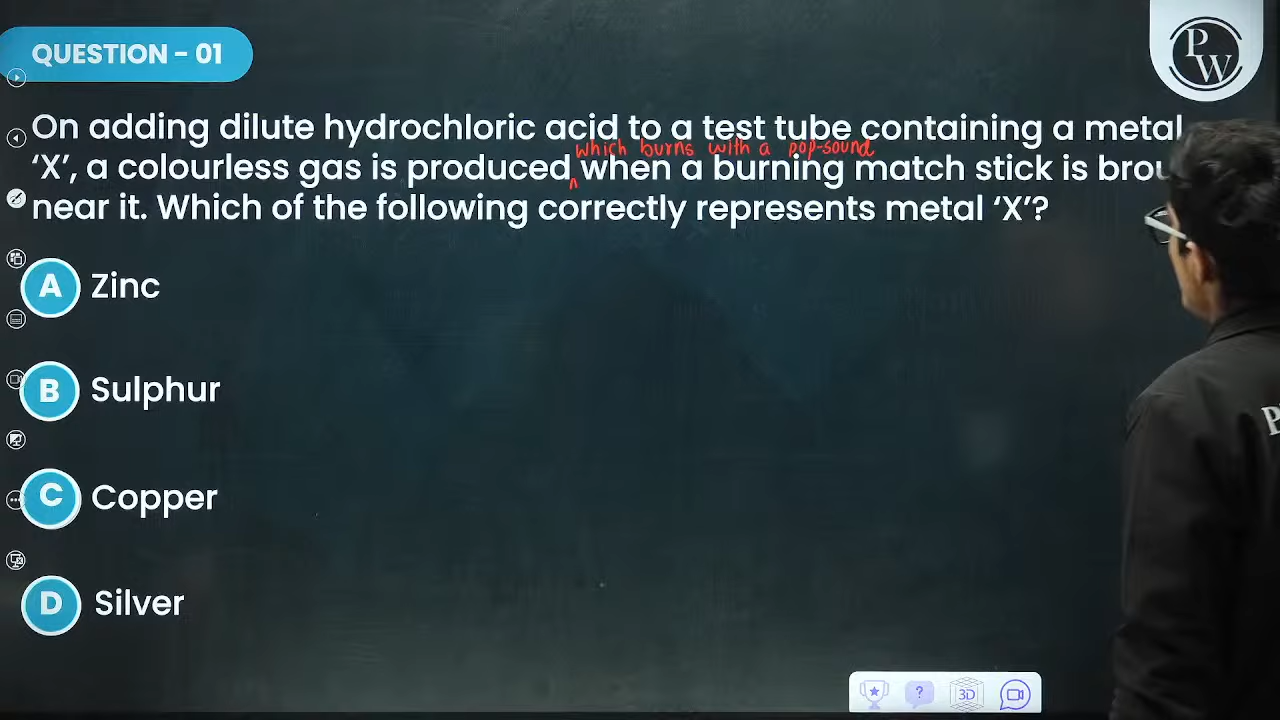 QUESTION - 01
PW
On adding dilute hydrochloric acid to a test tube containing a metal
which burns with a pop-sound
'X', a colourless gas is produced ^ when a burning match stick is brou
near it. Which of the following correctly represents metal 'X'?
A Zinc
B Sulphur
C Copper
D Silver
P
? 3D